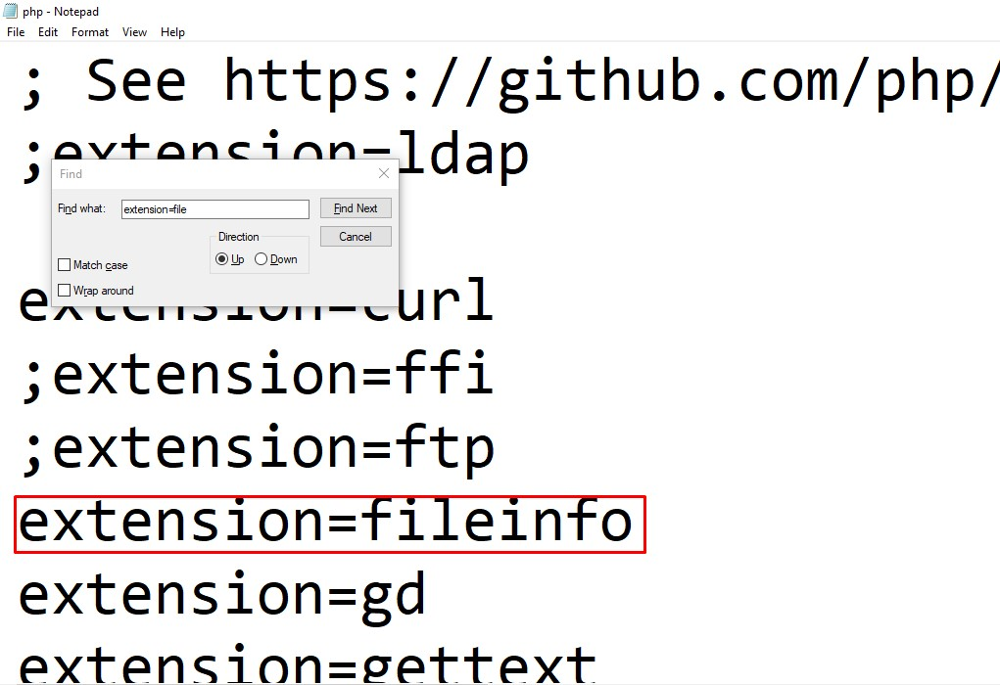 php - Notepad
File Edit Format View Help
; See https://github.com/php/
;extension=ldap
Find
Find what: extension=file Find Next
Direction Cancel
Up Down
Match case
Wrap around
extension=curl
;extension=ffi
;extension=ftp
extension=fileinfo
extension=gd
extension=gettext